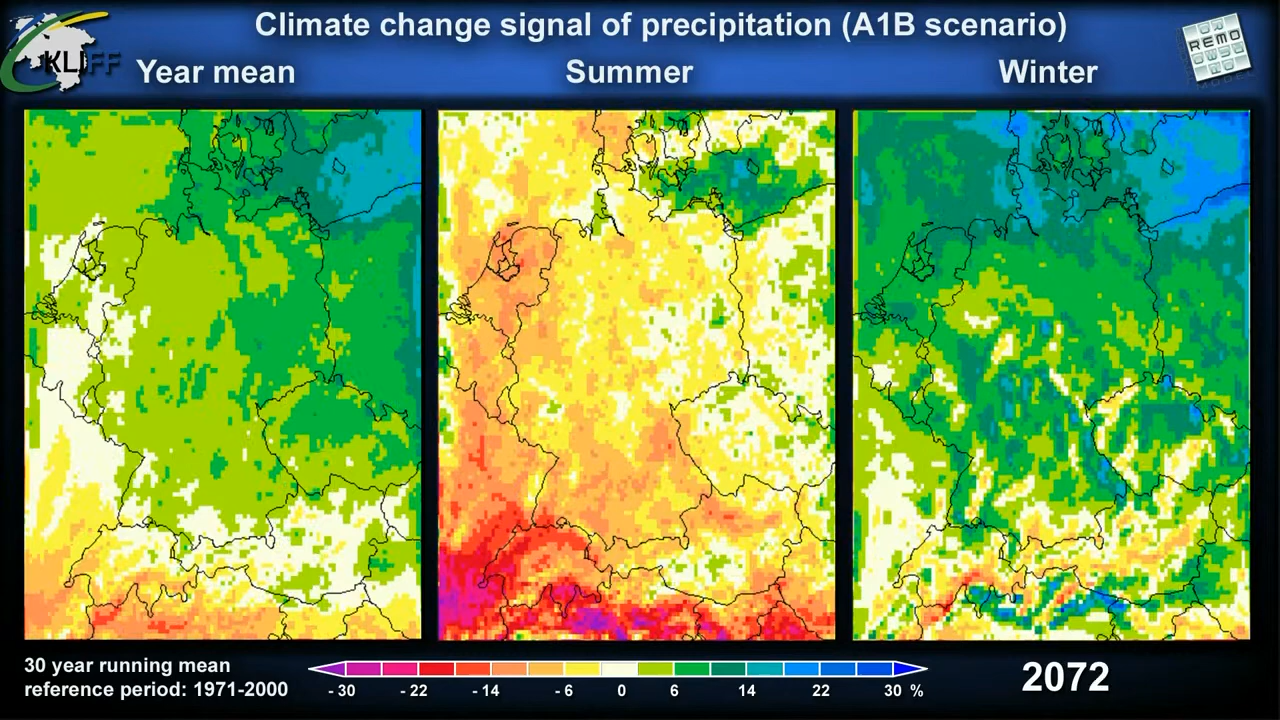 Climate change signal of precipitation (A1B scenario)
KLIFF
REMO
Year mean
Summer
Winter
30 year running mean
reference period: 1971-2000
- 30 - 22 - 14 - 6 0 6 14 22 30 %
2072